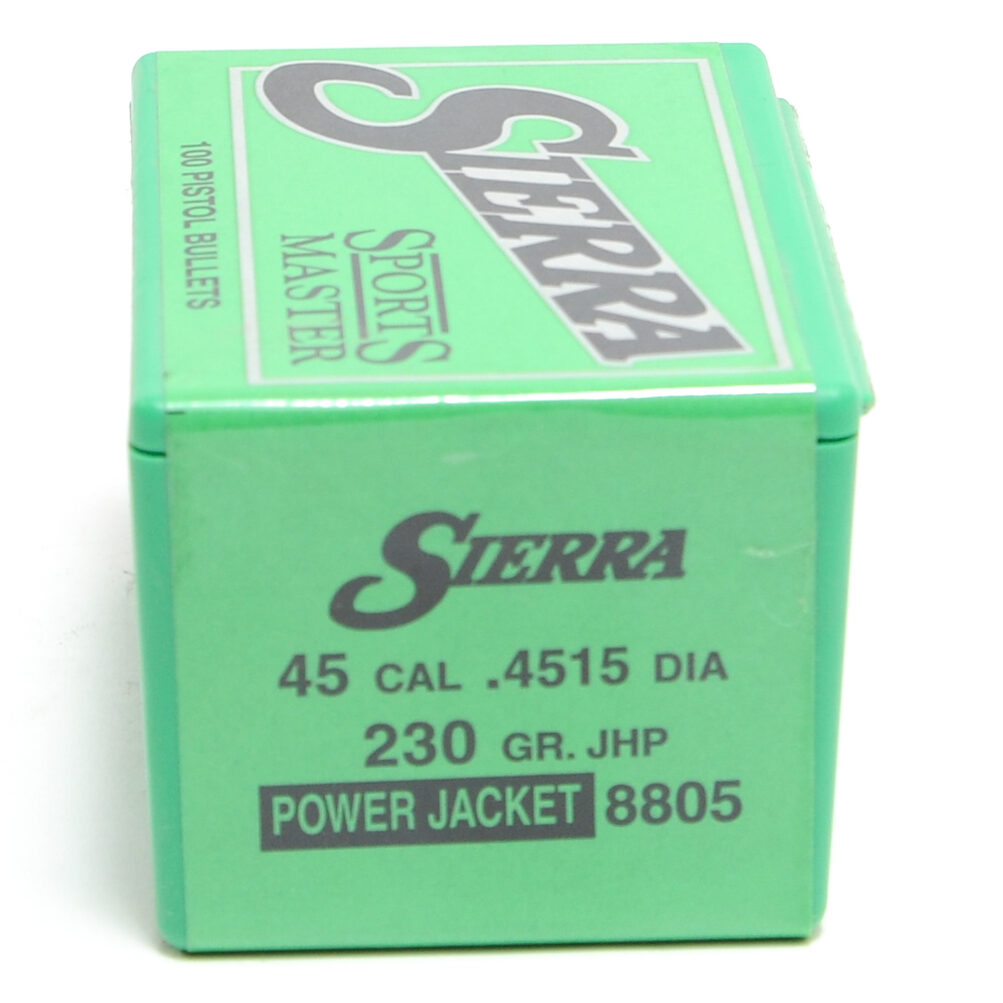 SIERRA
SPORTS
MASTER
100 PISTOL BULLETS
SIERRA
45 CAL .4515 DIA
230 GR. JHP
POWER JACKET 8805